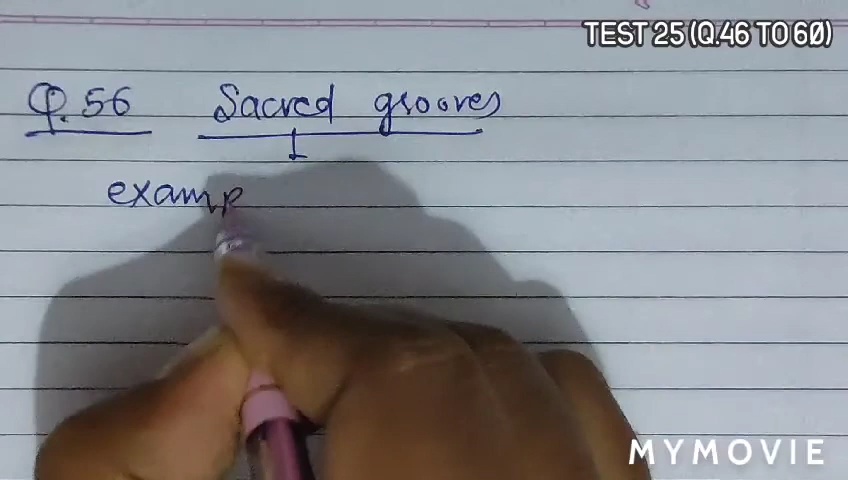 TEST 25 (Q.46 TO 60)
Q.56 Sacred grooves
examp
MYMOVIE